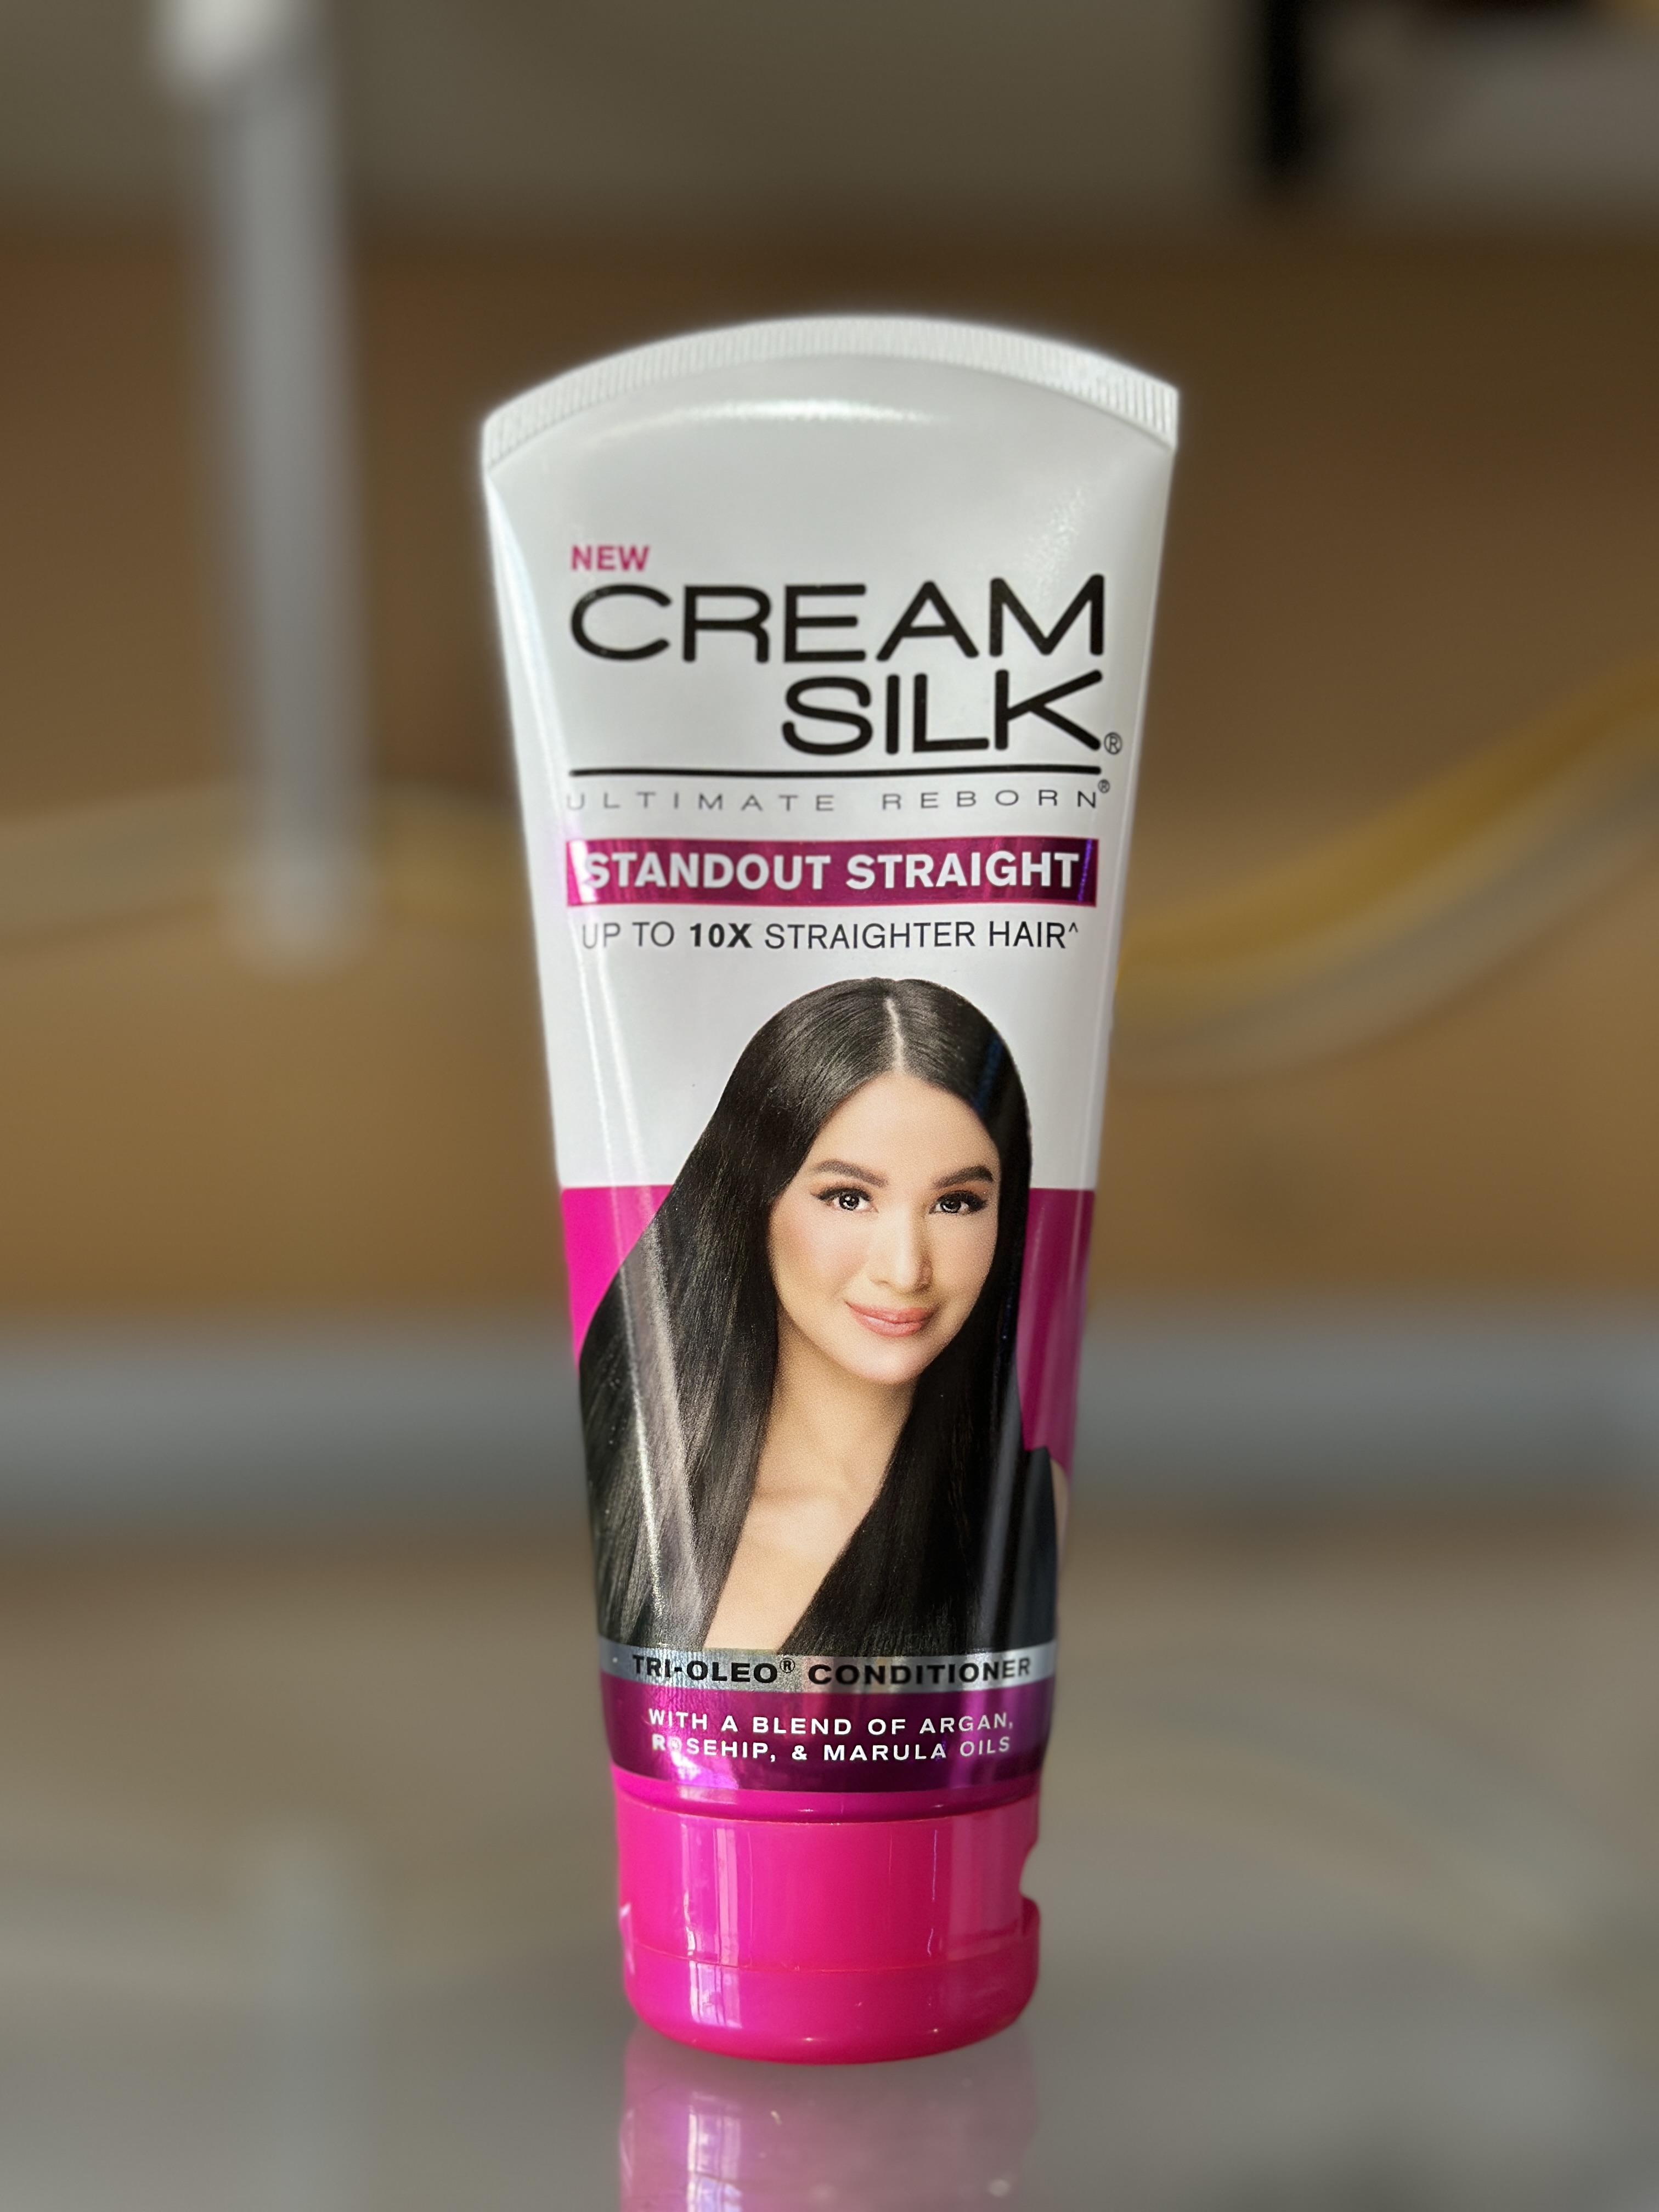 NEW
CREAM
SILK®
ULTIMATE REBORN®
STANDOUT STRAIGHT
UP TO 10X STRAIGHTER HAIR^
TRI-OLEO® CONDITIONER
WITH A BLEND OF ARGAN,
ROSEHIP, & MARULA OILS